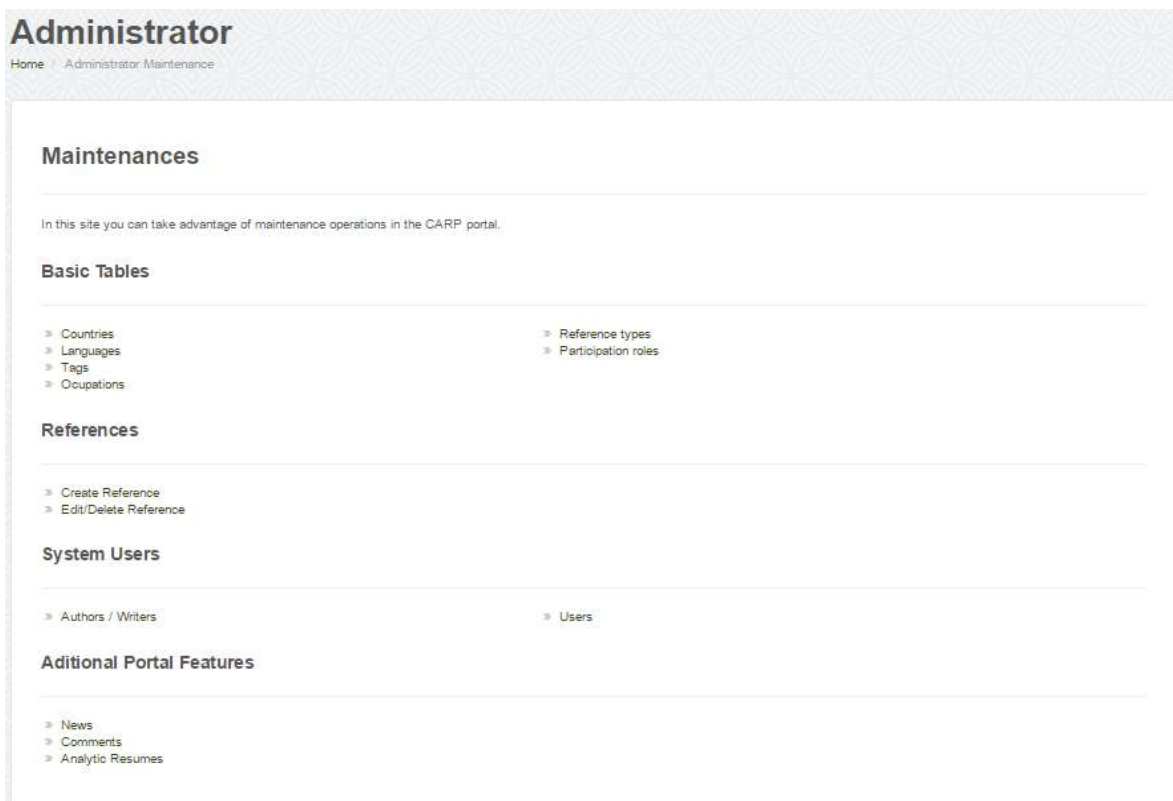 Administrator
Home / Administrator Maintenance
Maintenances
In this site you can take advantage of maintenance operations in the CARP portal.
Basic Tables
» Countries
» Languages
» Tags
» Ocupations
» Reference types
» Participation roles
References
» Create Reference
» Edit/Delete Reference
System Users
» Authors / Writers
» Users
Aditional Portal Features
» News
» Comments
» Analytic Resumes